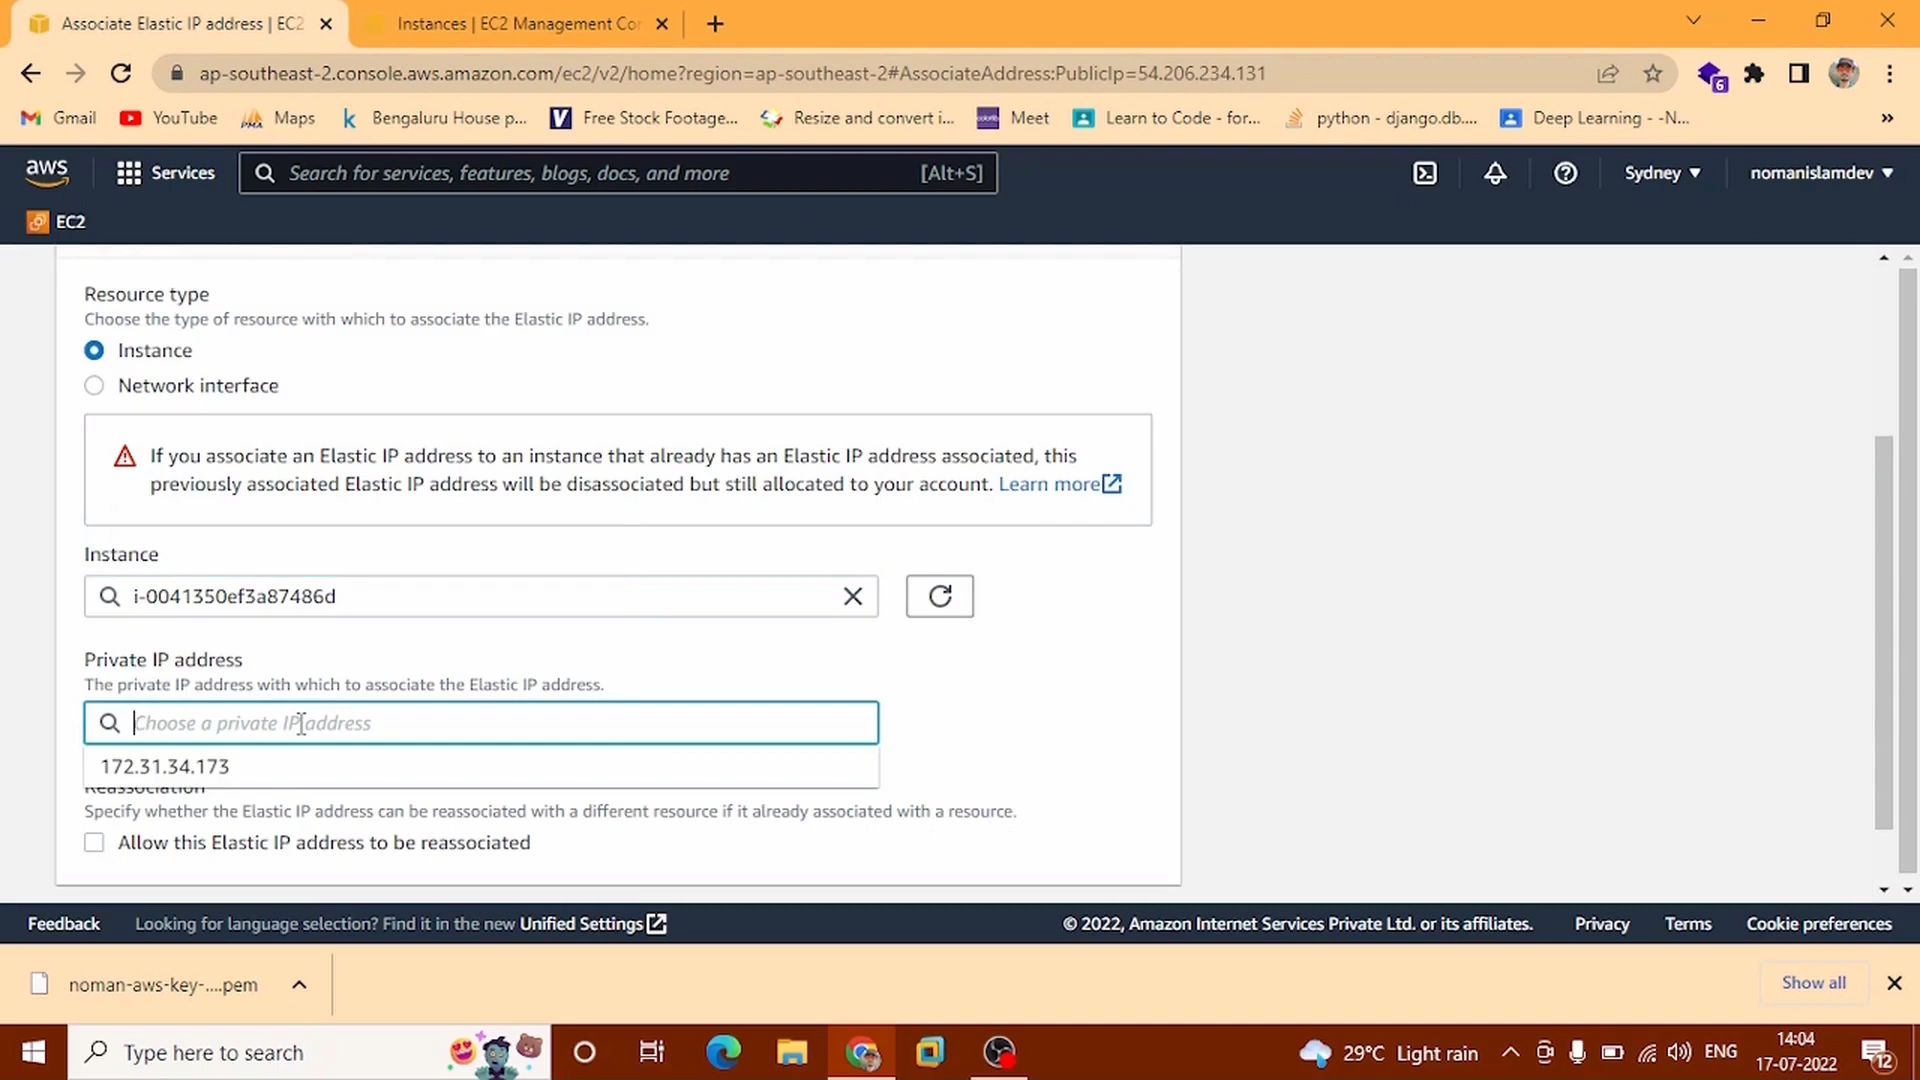 Associate Elastic IP address | EC2
Instances | EC2 Management Con
ap-southeast-2.console.aws.amazon.com/ec2/v2/home?region=ap-southeast-2#AssociateAddress:PublicIp=54.206.234.131
6
Gmail YouTube Maps Bengaluru House p... Free Stock Footage... Resize and convert i... Meet Learn to Code - for... python - django.db.... Deep Learning - -N... »
aws Services Search for services, features, blogs, docs, and more [Alt+S] Sydney nomanislamdev
EC2
Resource type
Choose the type of resource with which to associate the Elastic IP address.
Instance
Network interface
If you associate an Elastic IP address to an instance that already has an Elastic IP address associated, this
previously associated Elastic IP address will be disassociated but still allocated to your account. Learn more
Instance
i-0041350ef3a87486d
Private IP address
The private IP address with which to associate the Elastic IP address.
Choose a private IP address
172.31.34.173
Reassociation
Specify whether the Elastic IP address can be reassociated with a different resource if it already associated with a resource.
Allow this Elastic IP address to be reassociated
Feedback Looking for language selection? Find it in the new Unified Settings © 2022, Amazon Internet Services Private Ltd. or its affiliates. Privacy Terms Cookie preferences
noman-aws-key-....pem Show all
Type here to search 29°C Light rain ENG 14:04
17-07-2022 12